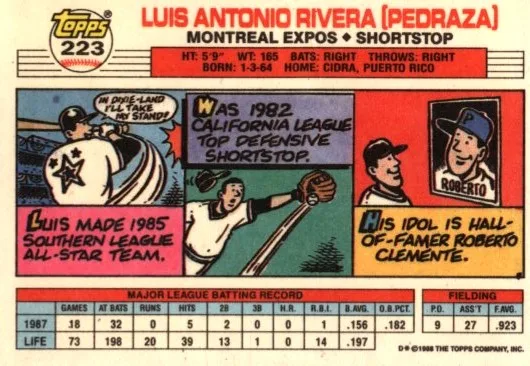 Topps
223
LUIS ANTONIO RIVERA (PEDRAZA)
MONTREAL EXPOS ♦ SHORTSTOP
HT: 5'9" WT: 165 BATS: RIGHT THROWS: RIGHT
BORN: 1-3-64 HOME: CIDRA, PUERTO RICO
IN DIXIE-LAND
I'LL TAKE
MY STAND!
LUIS MADE 1985
SOUTHERN LEAGUE
ALL-STAR TEAM.
WAS 1982
CALIFORNIA LEAGUE
TOP DEFENSIVE
SHORTSTOP.
P
ROBERTO
HIS IDOL IS HALL-
OF-FAMER ROBERTO
CLEMENTE.
MAJOR LEAGUE BATTING RECORD
GAMES AT BATS RUNS HITS 2B 3B H.R. R.B.I. B.AVG. O.B.PCT.
1987 18 32 0 5 2 0 0 1 .156 .182
LIFE 73 198 20 39 13 1 0 14 .197
FIELDING
P.O. ASS'T F.AVG.
9 27 .923
D* ©1988 THE TOPPS COMPANY, INC.